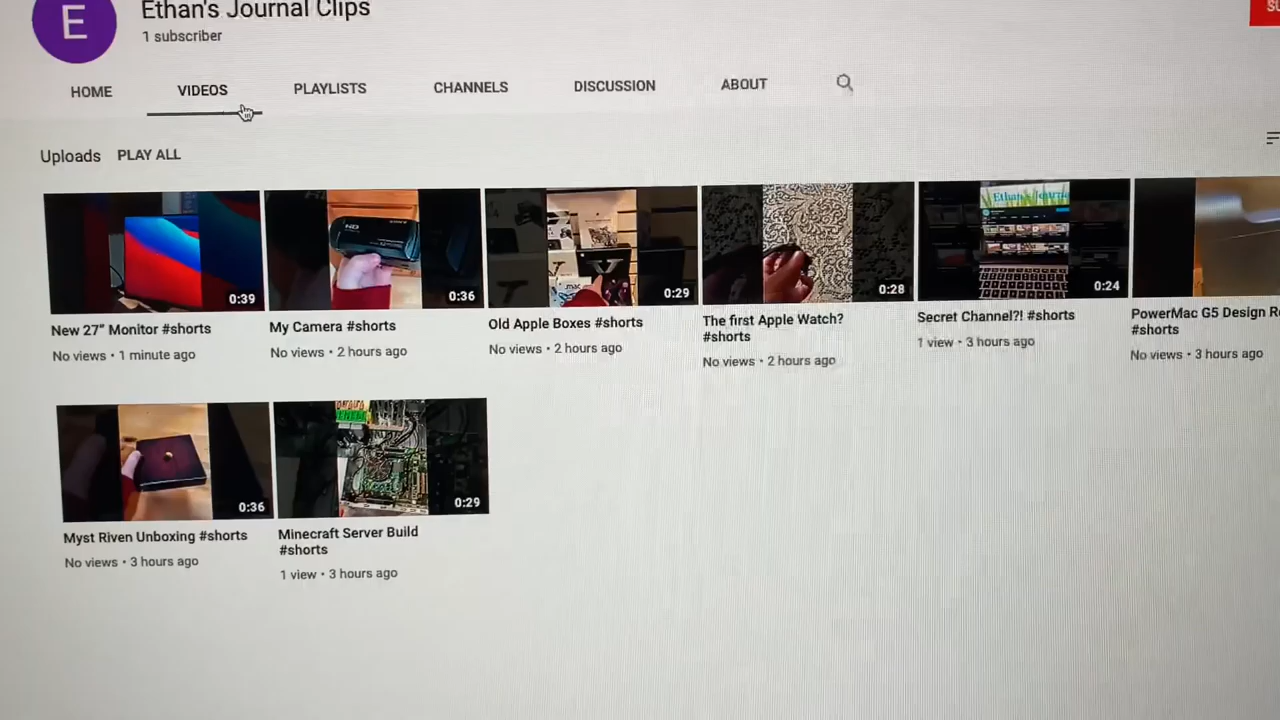 E
Ethan's Journal Clips
1 subscriber
HOME VIDEOS PLAYLISTS CHANNELS DISCUSSION ABOUT
Uploads PLAY ALL
0:39 0:36 0:29 0:28 0:24
New 27" Monitor #shorts
No views • 1 minute ago
My Camera #shorts
No views • 2 hours ago
Old Apple Boxes #shorts
No views • 2 hours ago
The first Apple Watch?
#shorts
No views • 2 hours ago
Secret Channel?! #shorts
1 view • 3 hours ago
PowerMac G5 Design
#shorts
No views • 3 hours ago
0:36 0:29
Myst Riven Unboxing #shorts
No views • 3 hours ago
Minecraft Server Build
#shorts
1 view • 3 hours ago